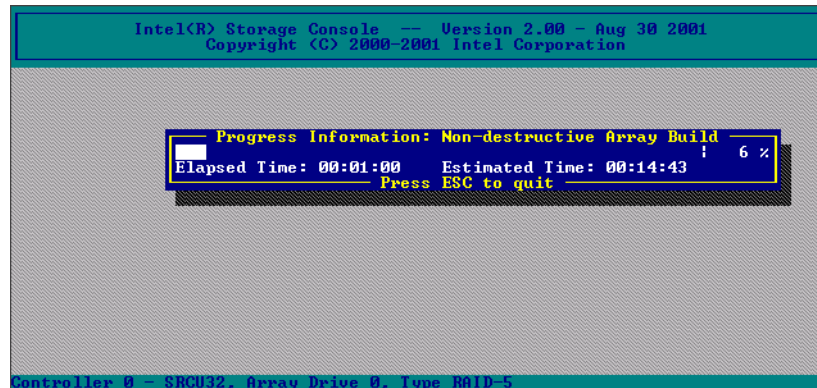 Intel(R) Storage Console -- Version 2.00 - Aug 30 2001
Copyright (C) 2000-2001 Intel Corporation
Progress Information: Non-destructive Array Build
6 %
Elapsed Time: 00:01:00 Estimated Time: 00:14:43
Press ESC to quit
Controller 0 - SRCU32, Array Drive 0, Type RAID-5